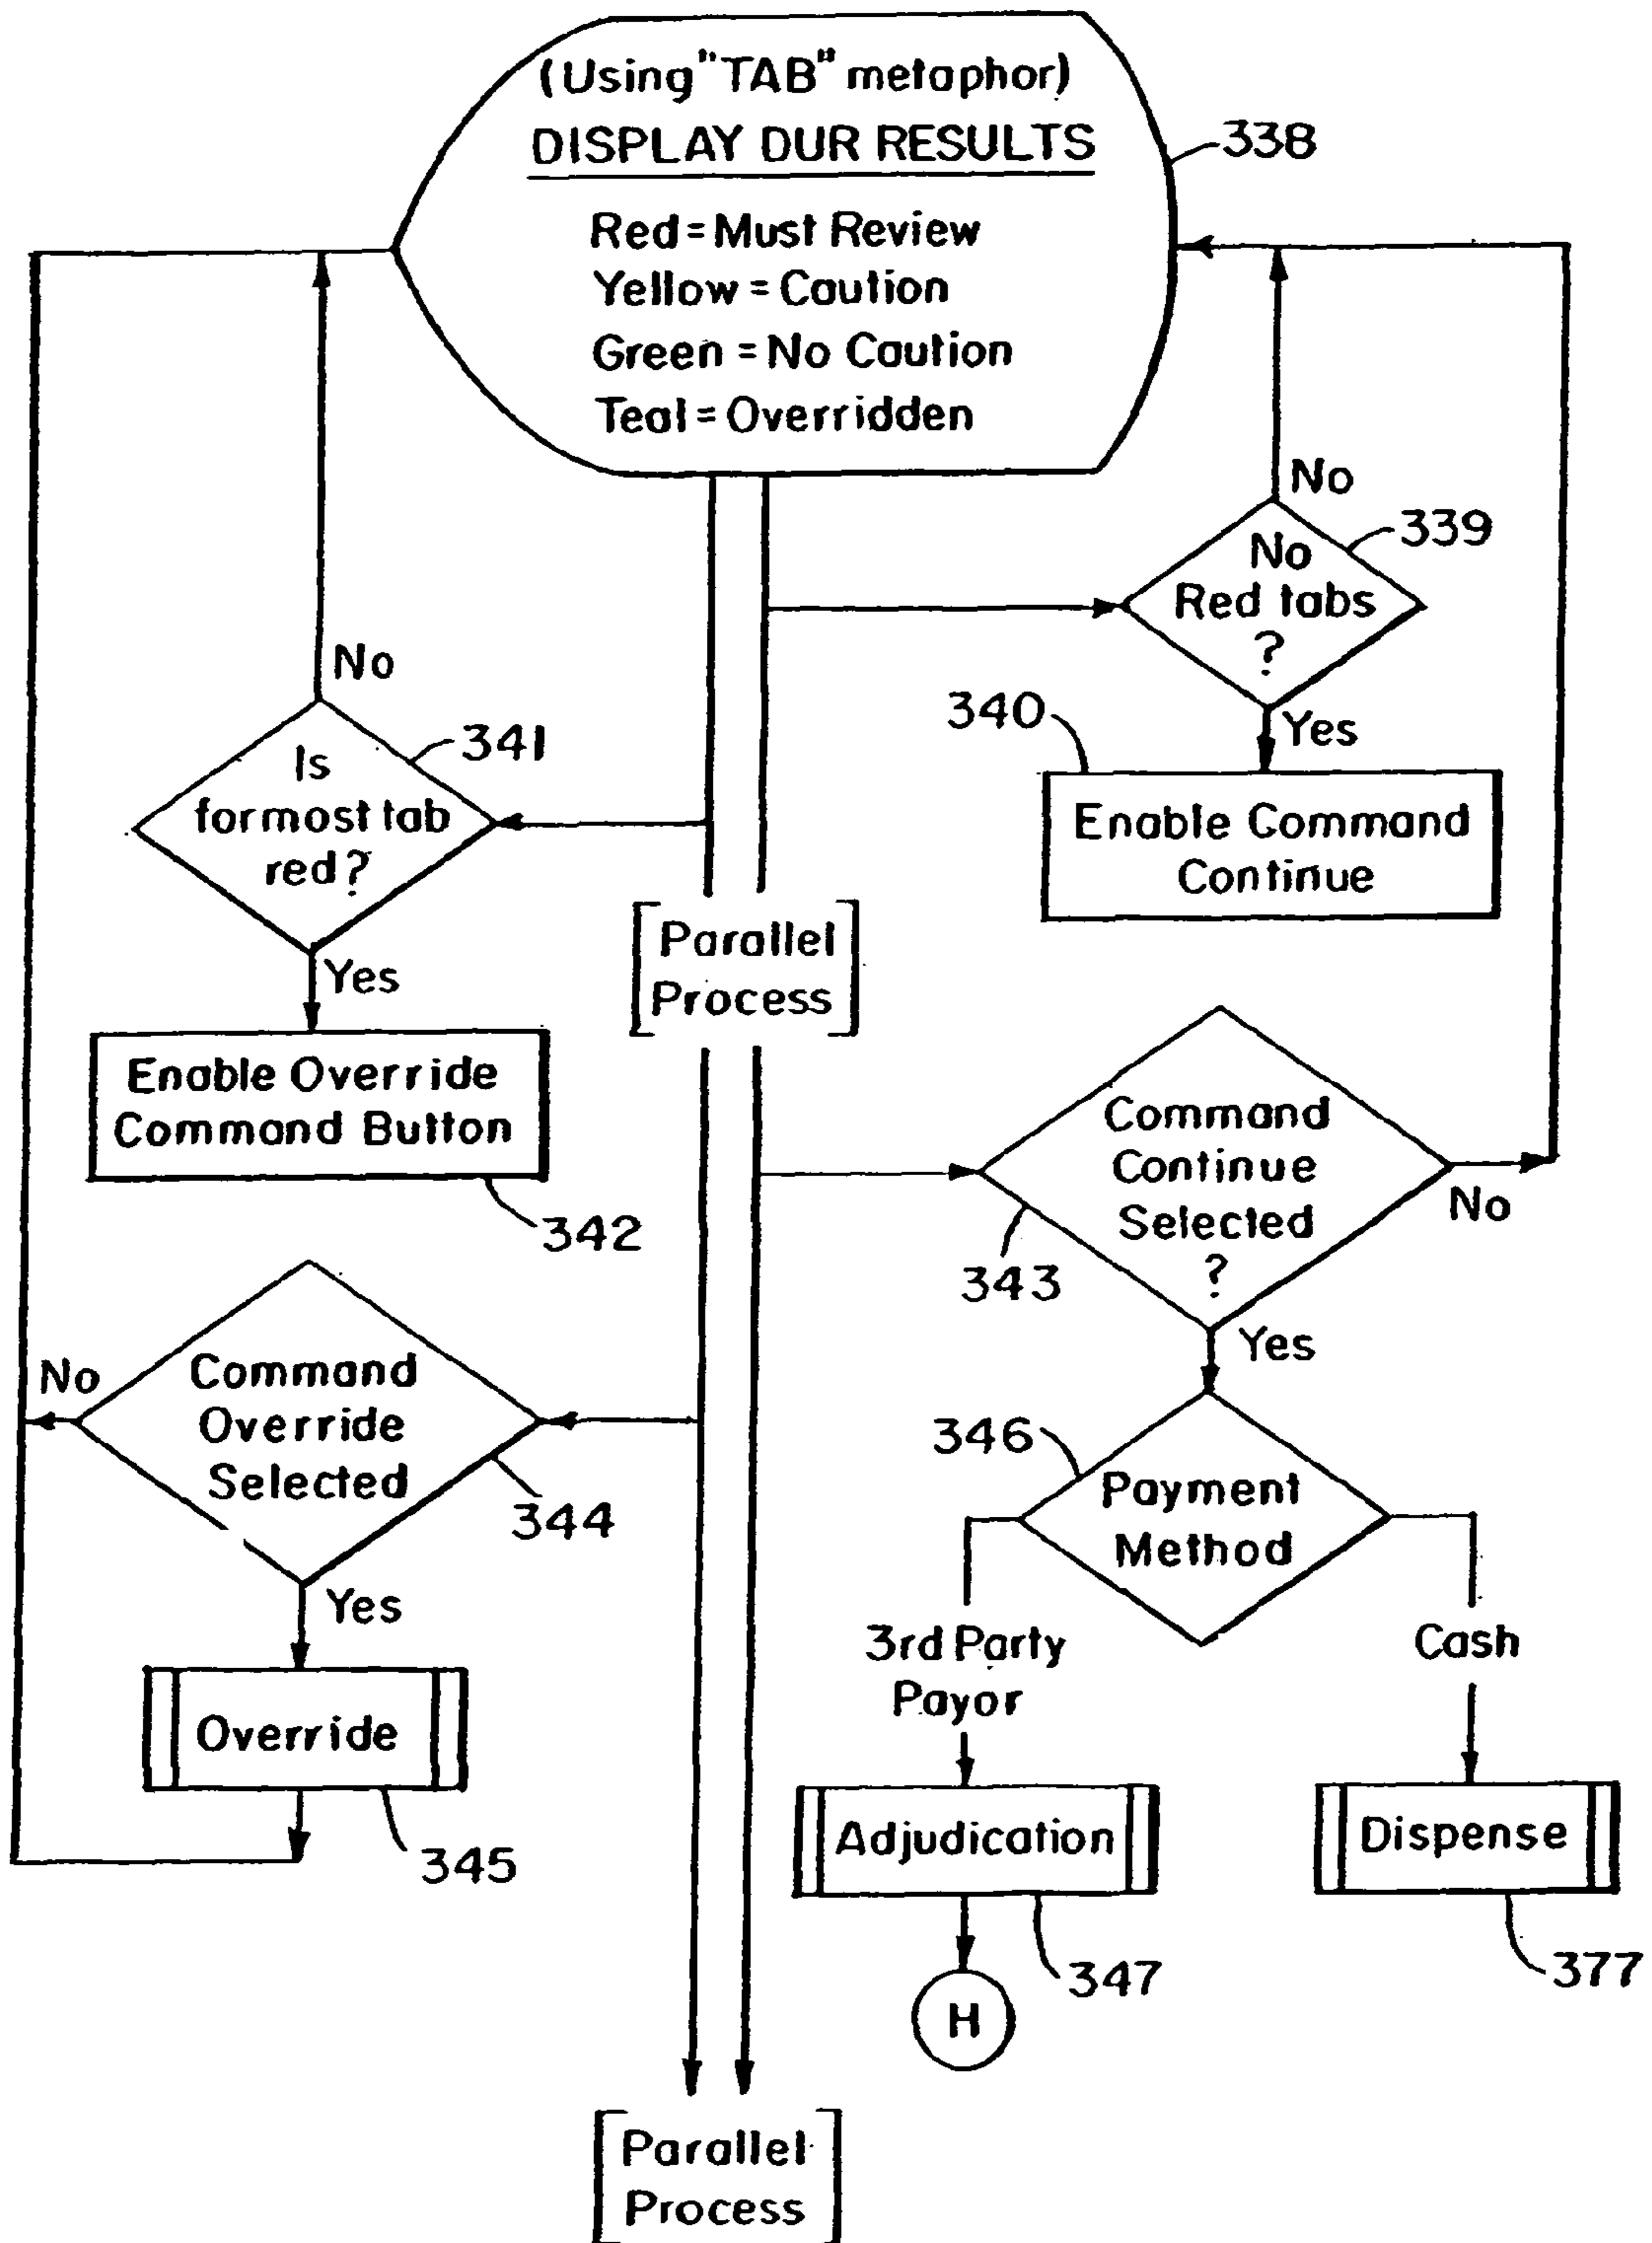 (Using "TAB" metaphor)
DISPLAY DUR RESULTS
Red = Must Review
Yellow = Caution
Green = No Caution
Teal = Overridden
338
No
339
No
Red tabs
?
Yes
340
Enable Command
Continue
No
341
Is
formost tab
red?
Yes
Enable Override
Command Button
342
[Parallel
Process]
Command
Continue
Selected
?
343
No
Yes
No
Command
Override
Selected
344
Yes
Override
345
346
Payment
Method
3rd Party
Payor
Cash
Adjudication
347
Dispense
377
H
[Parallel
Process]